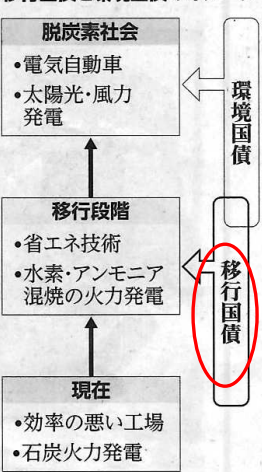 脱炭素社会
•電気自動車
•太陽光・風力
発電
環境国債
移行段階
•省エネ技術
•水素・アンモニア
混焼の火力発電
移行国債
現在
•効率の悪い工場
•石炭火力発電